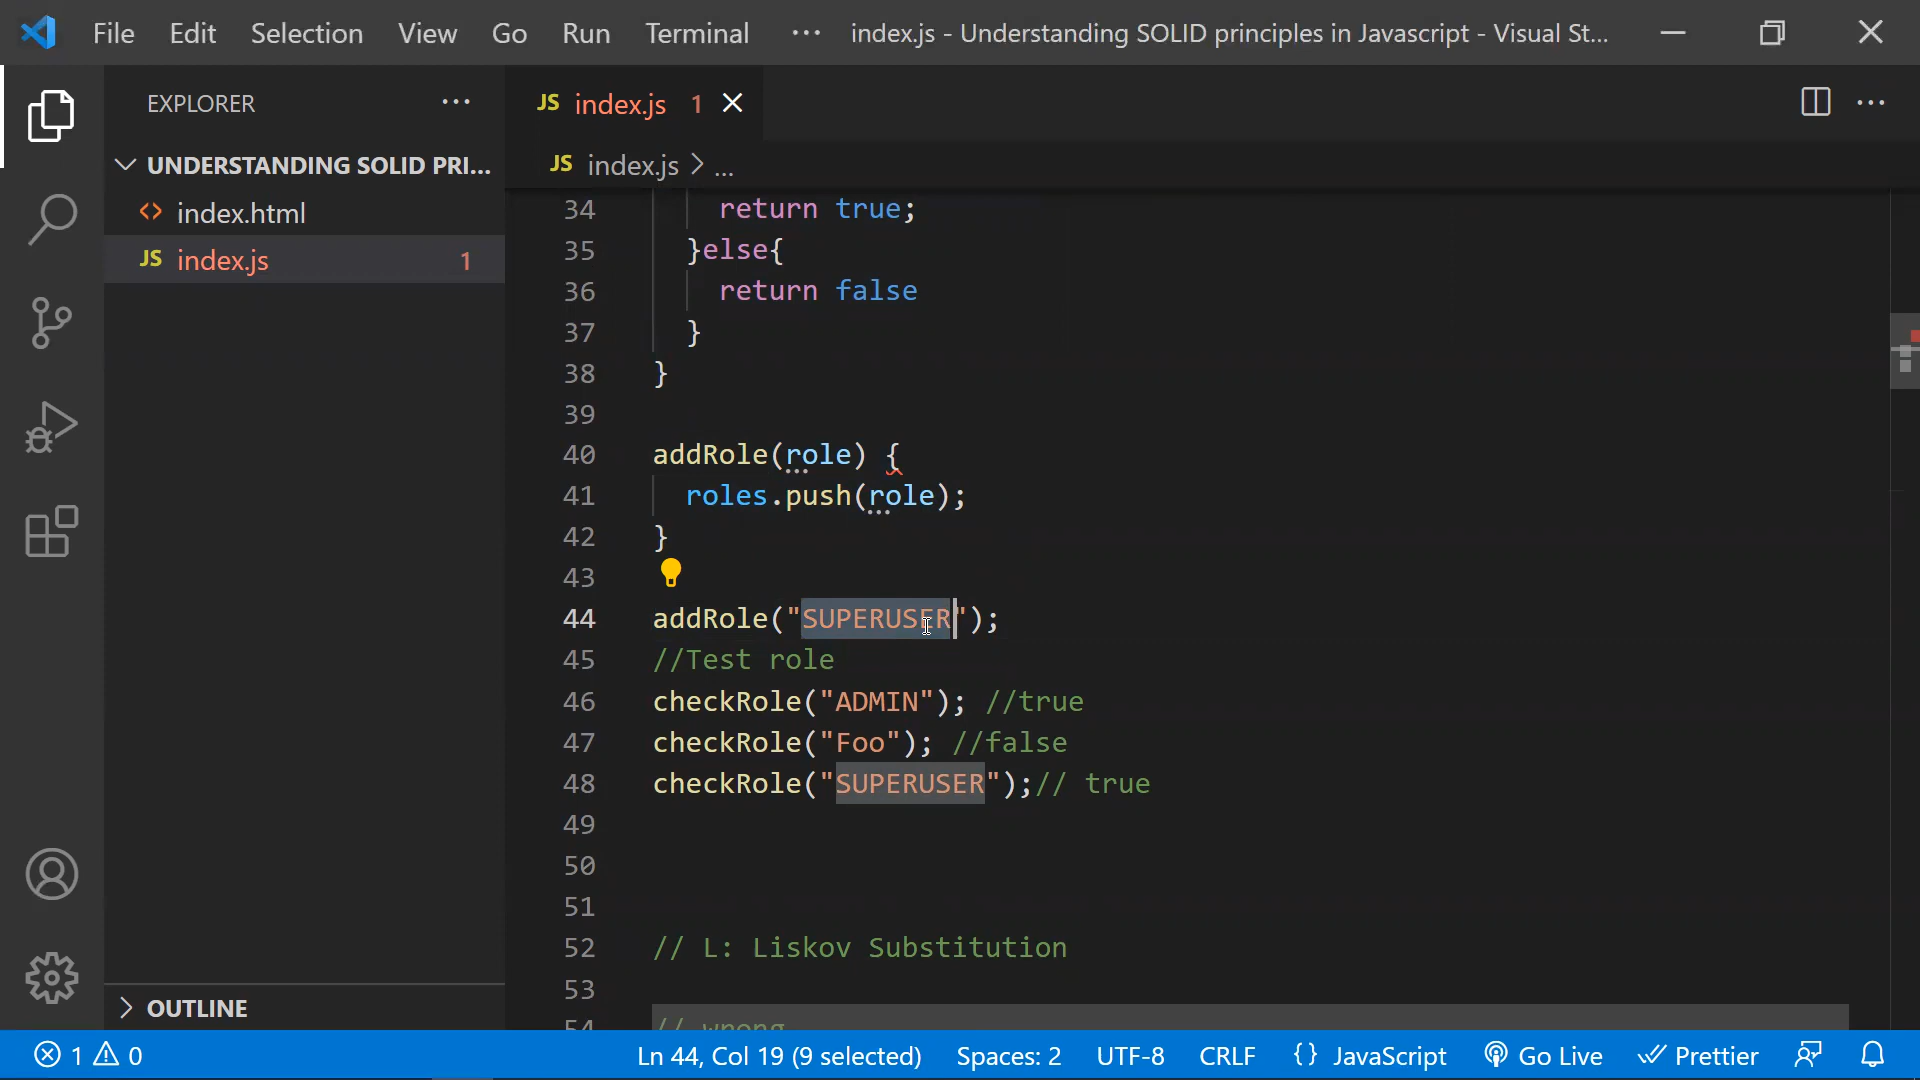 File Edit Selection View Go Run Terminal ··· index.js - Understanding SOLID principles in Javascript - Visual St...
EXPLORER ···
JS index.js 1
UNDERSTANDING SOLID PRI...
JS index.js > ...
<> index.html
JS index.js 1
34 return true;
35 }else{
36 return false
37 }
38 }
39
40 addRole(role) {
41 roles.push(role);
42 }
43
44 addRole("SUPERUSER");
45 //Test role
46 checkRole("ADMIN"); //true
47 checkRole("Foo"); //false
48 checkRole("SUPERUSER");// true
49
50
51
52 // L: Liskov Substitution
53
54 // wrong
OUTLINE
1 0 Ln 44, Col 19 (9 selected) Spaces: 2 UTF-8 CRLF {} JavaScript Go Live Prettier